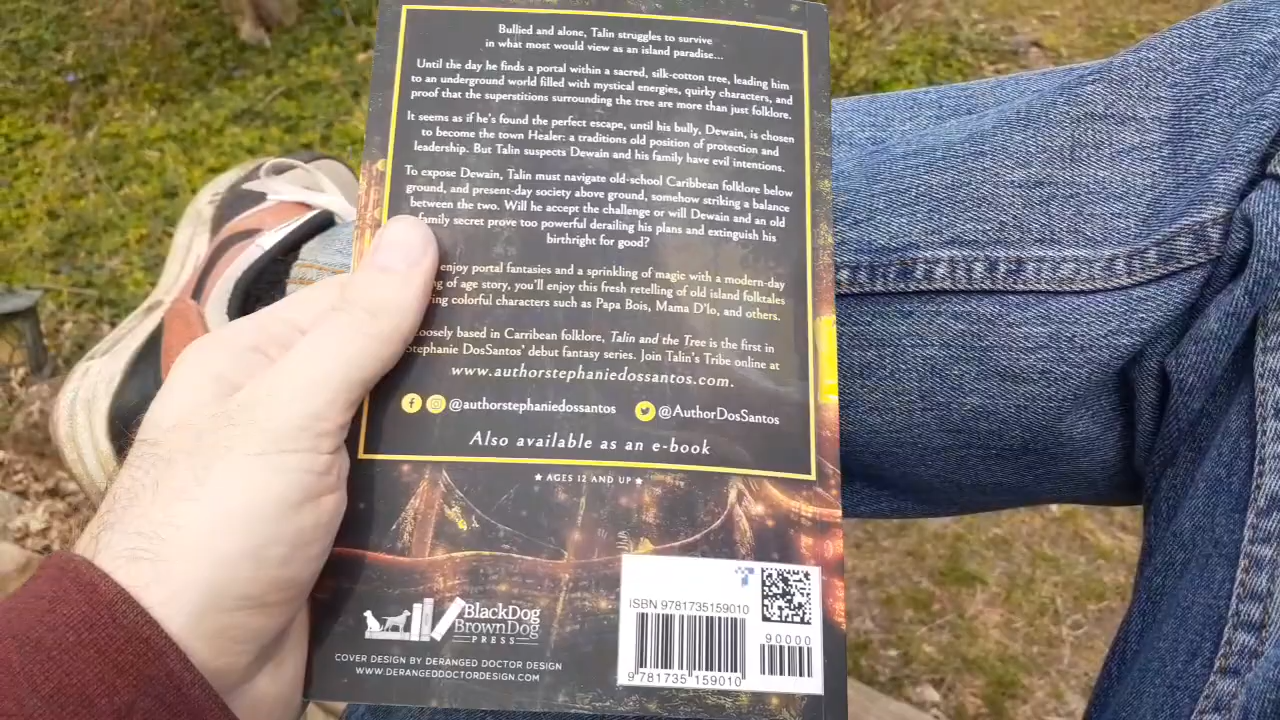 Bullied and alone, Talin struggles to survive
in what most would view as an island paradise...
Until the day he finds a portal within a sacred, silk-cotton tree, leading him
to an underground world filled with mystical energies, quirky characters, and
proof that the superstitions surrounding the tree are more than just folklore.
It seems as if he's found the perfect escape, until his bully, Dewain, is chosen
to become the town Healer: a traditions old position of protection and
leadership. But Talin suspects Dewain and his family have evil intentions.
To expose Dewain, Talin must navigate old-school Caribbean folklore below
ground, and present-day society above ground, somehow striking a balance
between the two. Will he accept the challenge or will Dewain and an old
family secret prove too powerful derailing his plans and extinguish his
birthright for good?
enjoy portal fantasies and a sprinkling of magic with a modern-day
of age story, you'll enjoy this fresh retelling of old island folktales
colorful characters such as Papa Bois, Mama D'lo, and others.
oosely based in Carribean folklore, Talin and the Tree is the first in
Stephanie DosSantos' debut fantasy series. Join Talin's Tribe online at
www.authorstephaniedossantos.com.
@authorstephaniedossantos @AuthorDosSantos
Also available as an e-book
★ AGES 12 AND UP ★
BlackDog
BrownDog
PRESS
COVER DESIGN BY DERANGED DOCTOR DESIGN
WWW.DERANGEDDOCTORDESIGN.COM
ISBN 9781735159010
90000
9 781735 159010